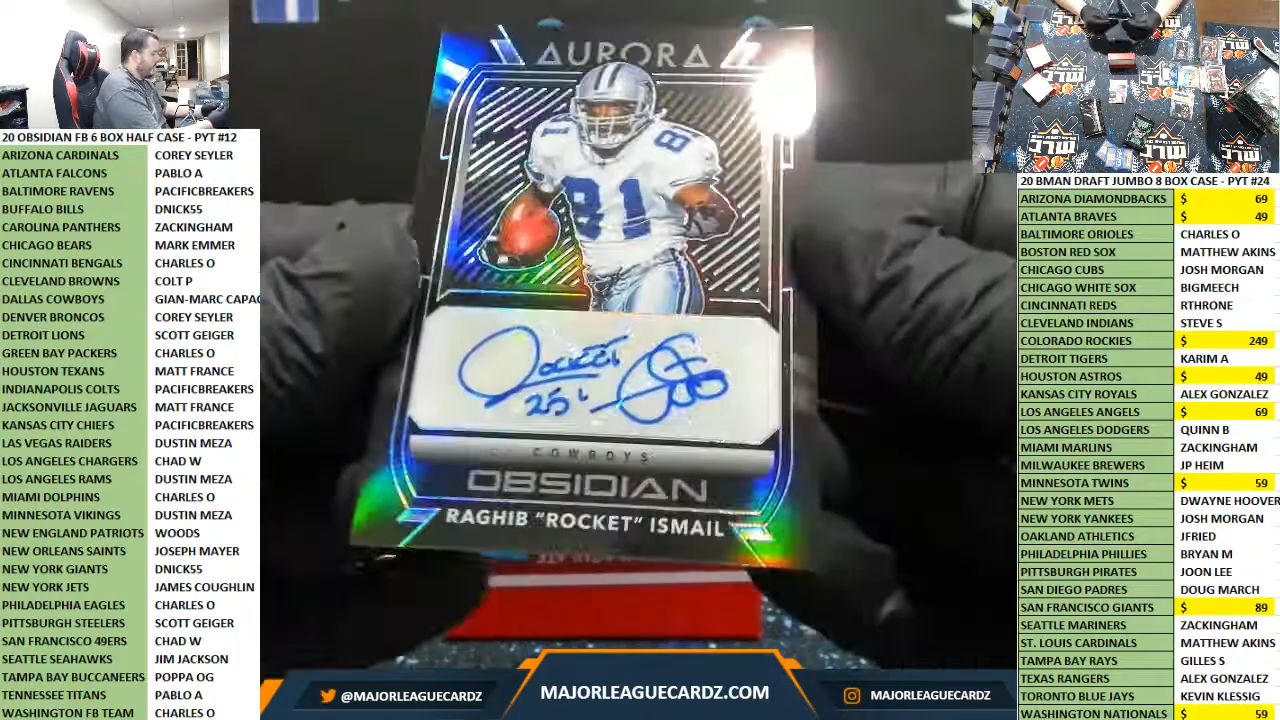 20 OBSIDIAN FB 6 BOX HALF CASE - PYT #12
ARIZONA CARDINALS COREY SEYLER
ATLANTA FALCONS PABLO A
BALTIMORE RAVENS PACIFICBREAKERS
BUFFALO BILLS DNICK55
CAROLINA PANTHERS ZACKINGHAM
CHICAGO BEARS MARK EMMER
CINCINNATI BENGALS CHARLES O
CLEVELAND BROWNS COLT P
DALLAS COWBOYS GIAN-MARC CAPAC
DENVER BRONCOS COREY SEYLER
DETROIT LIONS SCOTT GEIGER
GREEN BAY PACKERS CHARLES O
HOUSTON TEXANS MATT FRANCE
INDIANAPOLIS COLTS PACIFICBREAKERS
JACKSONVILLE JAGUARS MATT FRANCE
KANSAS CITY CHIEFS PACIFICBREAKERS
LAS VEGAS RAIDERS DUSTIN MEZA
LOS ANGELES CHARGERS CHAD W
LOS ANGELES RAMS DUSTIN MEZA
MIAMI DOLPHINS CHARLES O
MINNESOTA VIKINGS DUSTIN MEZA
NEW ENGLAND PATRIOTS WOODS
NEW ORLEANS SAINTS JOSEPH MAYER
NEW YORK GIANTS DNICK55
NEW YORK JETS JAMES COUGHLIN
PHILADELPHIA EAGLES CHARLES O
PITTSBURGH STEELERS SCOTT GEIGER
SAN FRANCISCO 49ERS CHAD W
SEATTLE SEAHAWKS JIM JACKSON
TAMPA BAY BUCCANEERS POPPA OG
TENNESSEE TITANS PABLO A
WASHINGTON FB TEAM CHARLES O
AURORA
81
81
COWBOYS
OBSIDIAN
RAGHIB "ROCKET" ISMAIL
@MAJORLEAGUECARDZ
MAJORLEAGUECARDZ.COM
MAJORLEAGUECARDZ
20 BMAN DRAFT JUMBO 8 BOX CASE - PYT #24
ARIZONA DIAMONDBACKS $ 69
ATLANTA BRAVES $ 49
BALTIMORE ORIOLES CHARLES O
BOSTON RED SOX MATTHEW AKINS
CHICAGO CUBS JOSH MORGAN
CHICAGO WHITE SOX BIGMEECH
CINCINNATI REDS RTHRONE
CLEVELAND INDIANS STEVE S
COLORADO ROCKIES $ 249
DETROIT TIGERS KARIM A
HOUSTON ASTROS $ 49
KANSAS CITY ROYALS ALEX GONZALEZ
LOS ANGELS ANGELS $ 69
LOS ANGELES DODGERS QUINN B
MIAMI MARLINS ZACKINGHAM
MILWAUKEE BREWERS JP HEIM
MINNESOTA TWINS $ 59
NEW YORK METS DWAYNE HOOVER
NEW YORK YANKEES JOSH MORGAN
OAKLAND ATHLETICS JFRIED
PHILADELPHIA PHILLIES BRYAN M
PITTSBURGH PIRATES JOON LEE
SAN DIEGO PADRES DOUG MARCH
SAN FRANCISCO GIANTS $ 89
SEATTLE MARINERS ZACKINGHAM
ST. LOUIS CARDINALS MATTHEW AKINS
TAMPA BAY RAYS GILLES S
TEXAS RANGERS ALEX GONZALEZ
TORONTO BLUE JAYS KEVIN KLESSIG
WASHINGTON NATIONALS $ 59